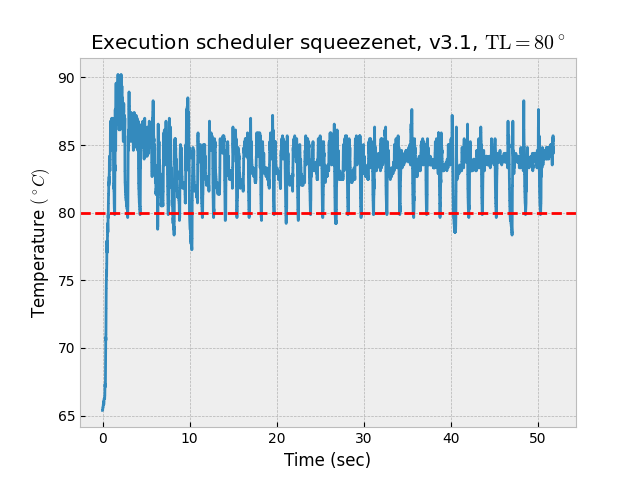 Execution scheduler squeezenet, v3.1, TL = 80°
90
85
80
75
70
65
Temperature (°C)
0 10 20 30 40 50
Time (sec)